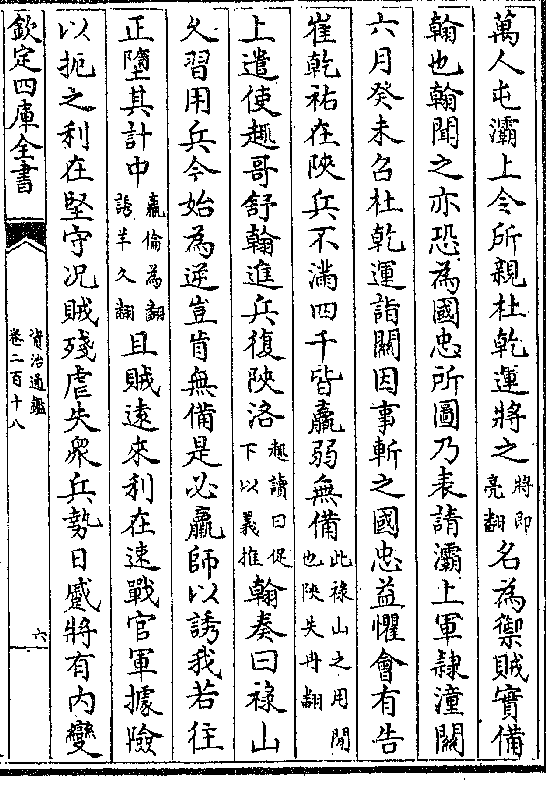 萬人屯灞上令所親杜乾運將之將即亮翻名為禦賊實備
翰也翰聞之亦恐為國忠所圖乃表請灞上軍隸潼關
六月癸未召杜乾運詣關因事斬之國忠益懼會有告
崔乾祐在陜兵不滿四千皆羸弱無備此祿山之用閒也陜失冉翻
上遣使趣哥舒翰進兵復陜洛趣讀曰促下以義推翰奏曰祿山
久習用兵今始為逆豈肯無備是必羸師以誘我若往
正墮其計中羸倫為翻誘羊久翻且賊遠來利在速戰官軍據險
以扼之利在堅守况賊殘虐失衆兵勢日蹙將有内變
欽定四庫全書
資治通鑑
卷二百十八
六